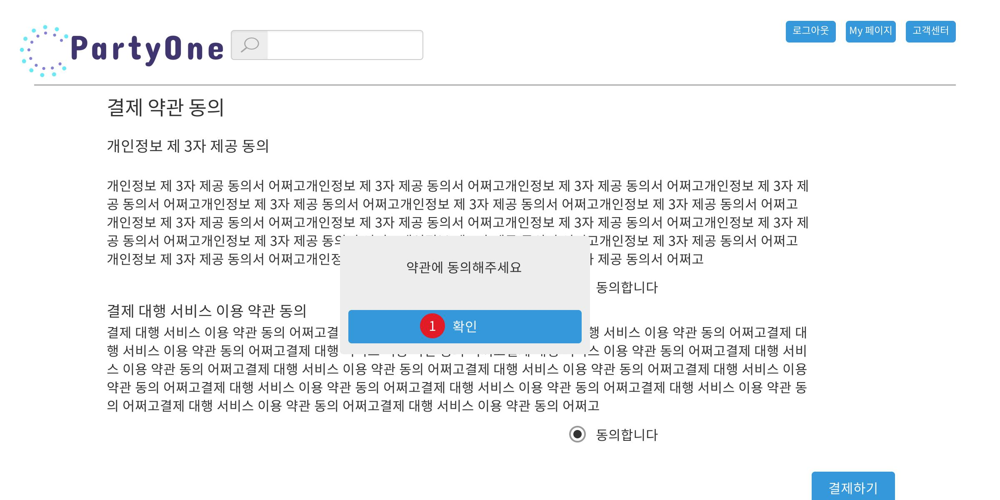 PartyOne
로그아웃 My 페이지 고객센터
결제 약관 동의
개인정보 제 3자 제공 동의
개인정보 제 3자 제공 동의서 어쩌고개인정보 제 3자 제공 동의서 어쩌고개인정보 제 3자 제공 동의서 어쩌고개인정보 제 3자 제
공 동의서 어쩌고개인정보 제 3자 제공 동의서 어쩌고개인정보 제 3자 제공 동의서 어쩌고개인정보 제 3자 제공 동의서 어쩌고
개인정보 제 3자 제공 동의서 어쩌고개인정보 제 3자 제공 동의서 어쩌고개인정보 제 3자 제공 동의서 어쩌고개인정보 제 3자 제
공 동의서 어쩌고개인정보 제 3자 제공 고개인정보 제 3자 제공 동의서 어쩌고
개인정보 제 3자 제공 동의서 어쩌고개인정 제공 동의서 어쩌고
약관에 동의해주세요
동의합니다
결제 대행 서비스 이용 약관 동의
1 확인
결제 대행 서비스 이용 약관 동의 어쩌고결 행 서비스 이용 약관 동의 어쩌고결제 대
행 서비스 이용 약관 동의 어쩌고결제 대행 스 이용 약관 동의 어쩌고결제 대행 서비
스 이용 약관 동의 어쩌고결제 대행 서비스 이용 약관 동의 어쩌고결제 대행 서비스 이용 약관 동의 어쩌고결제 대행 서비스 이용
약관 동의 어쩌고결제 대행 서비스 이용 약관 동의 어쩌고결제 대행 서비스 이용 약관 동의 어쩌고결제 대행 서비스 이용 약관 동
의 어쩌고결제 대행 서비스 이용 약관 동의 어쩌고결제 대행 서비스 이용 약관 동의 어쩌고
동의합니다
결제하기